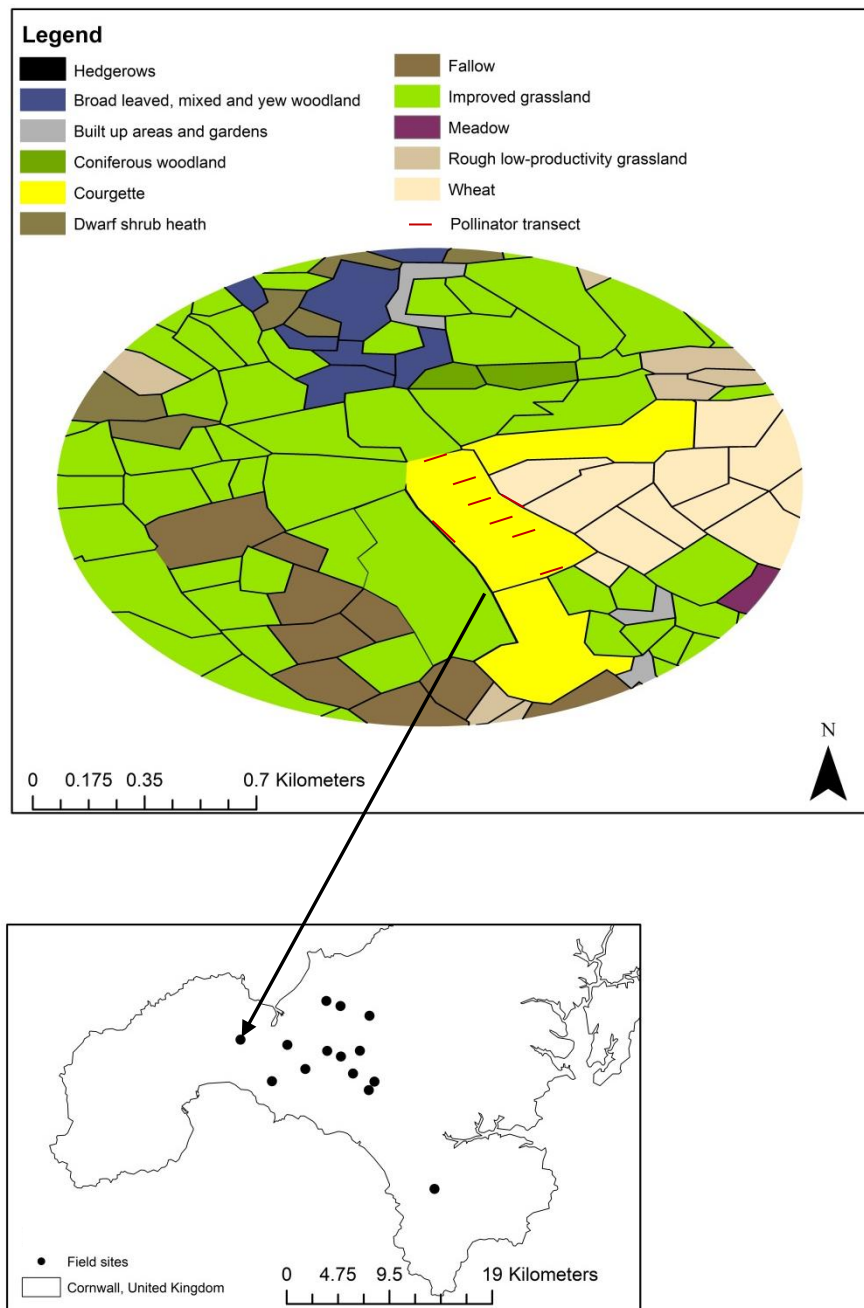 Legend
Hedgerows
Broad leaved, mixed and yew woodland
Built up areas and gardens
Coniferous woodland
Courgette
Dwarf shrub heath
Fallow
Improved grassland
Meadow
Rough low-productivity grassland
Wheat
Pollinator transect
0 0.175 0.35 0.7 Kilometers
N
Field sites
Cornwall, United Kingdom
0 4.75 9.5 19 Kilometers